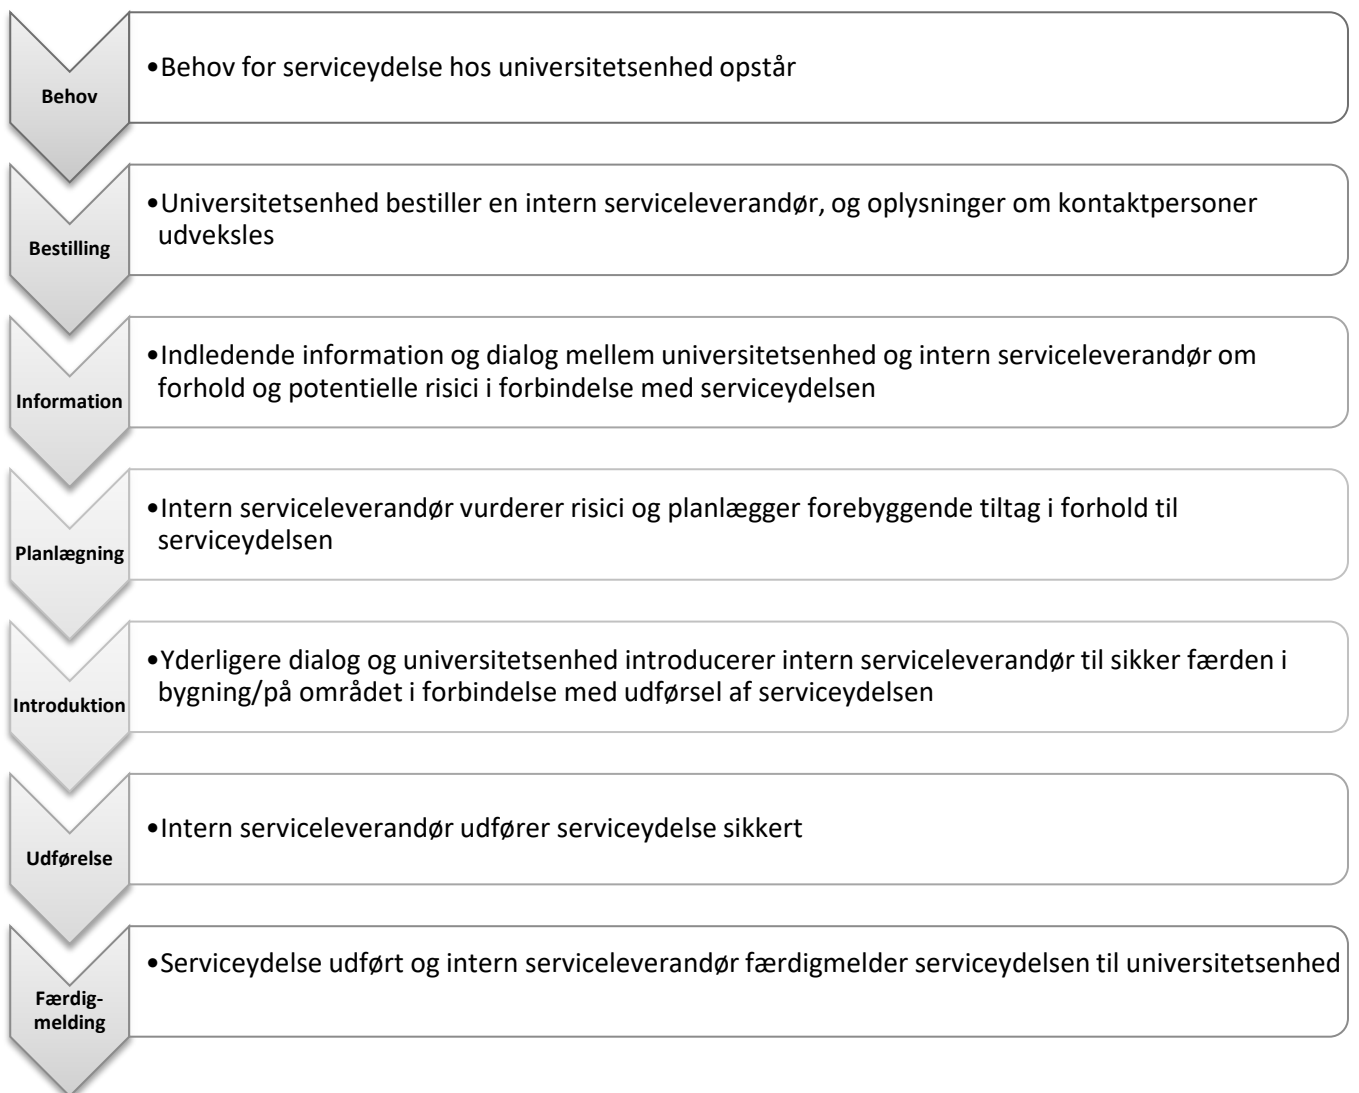 Behov
•Behov for serviceydelse hos universitetsenhed opstår
Bestilling
•Universitetsenhed bestiller en intern serviceleverandør, og oplysninger om kontaktpersoner
udveksles
Information
•Indledende information og dialog mellem universitetsenhed og intern serviceleverandør om
forhold og potentielle risici i forbindelse med serviceydelsen
Planlægning
•Intern serviceleverandør vurderer risici og planlægger forebyggende tiltag i forhold til
serviceydelsen
Introduktion
•Yderligere dialog og universitetsenhed introducerer intern serviceleverandør til sikker færden i
bygning/på området i forbindelse med udførsel af serviceydelsen
Udførelse
•Intern serviceleverandør udfører serviceydelse sikkert
Færdig-
melding
•Serviceydelse udført og intern serviceleverandør færdigmelder serviceydelsen til universitetsenhed